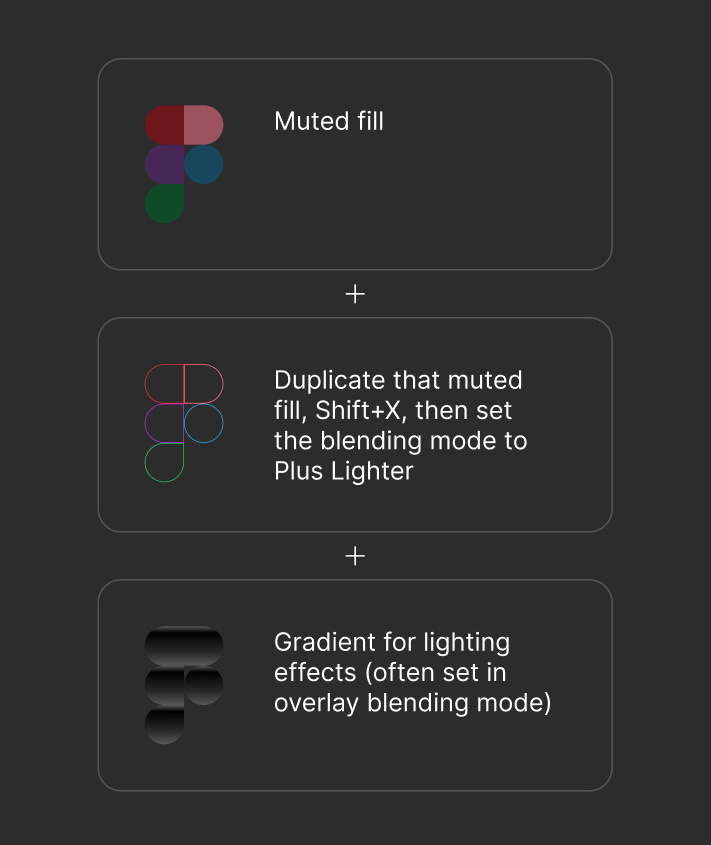 Muted fill
+
Duplicate that muted
fill, Shift+X, then set
the blending mode to
Plus Lighter
+
Gradient for lighting
effects (often set in
overlay blending mode)